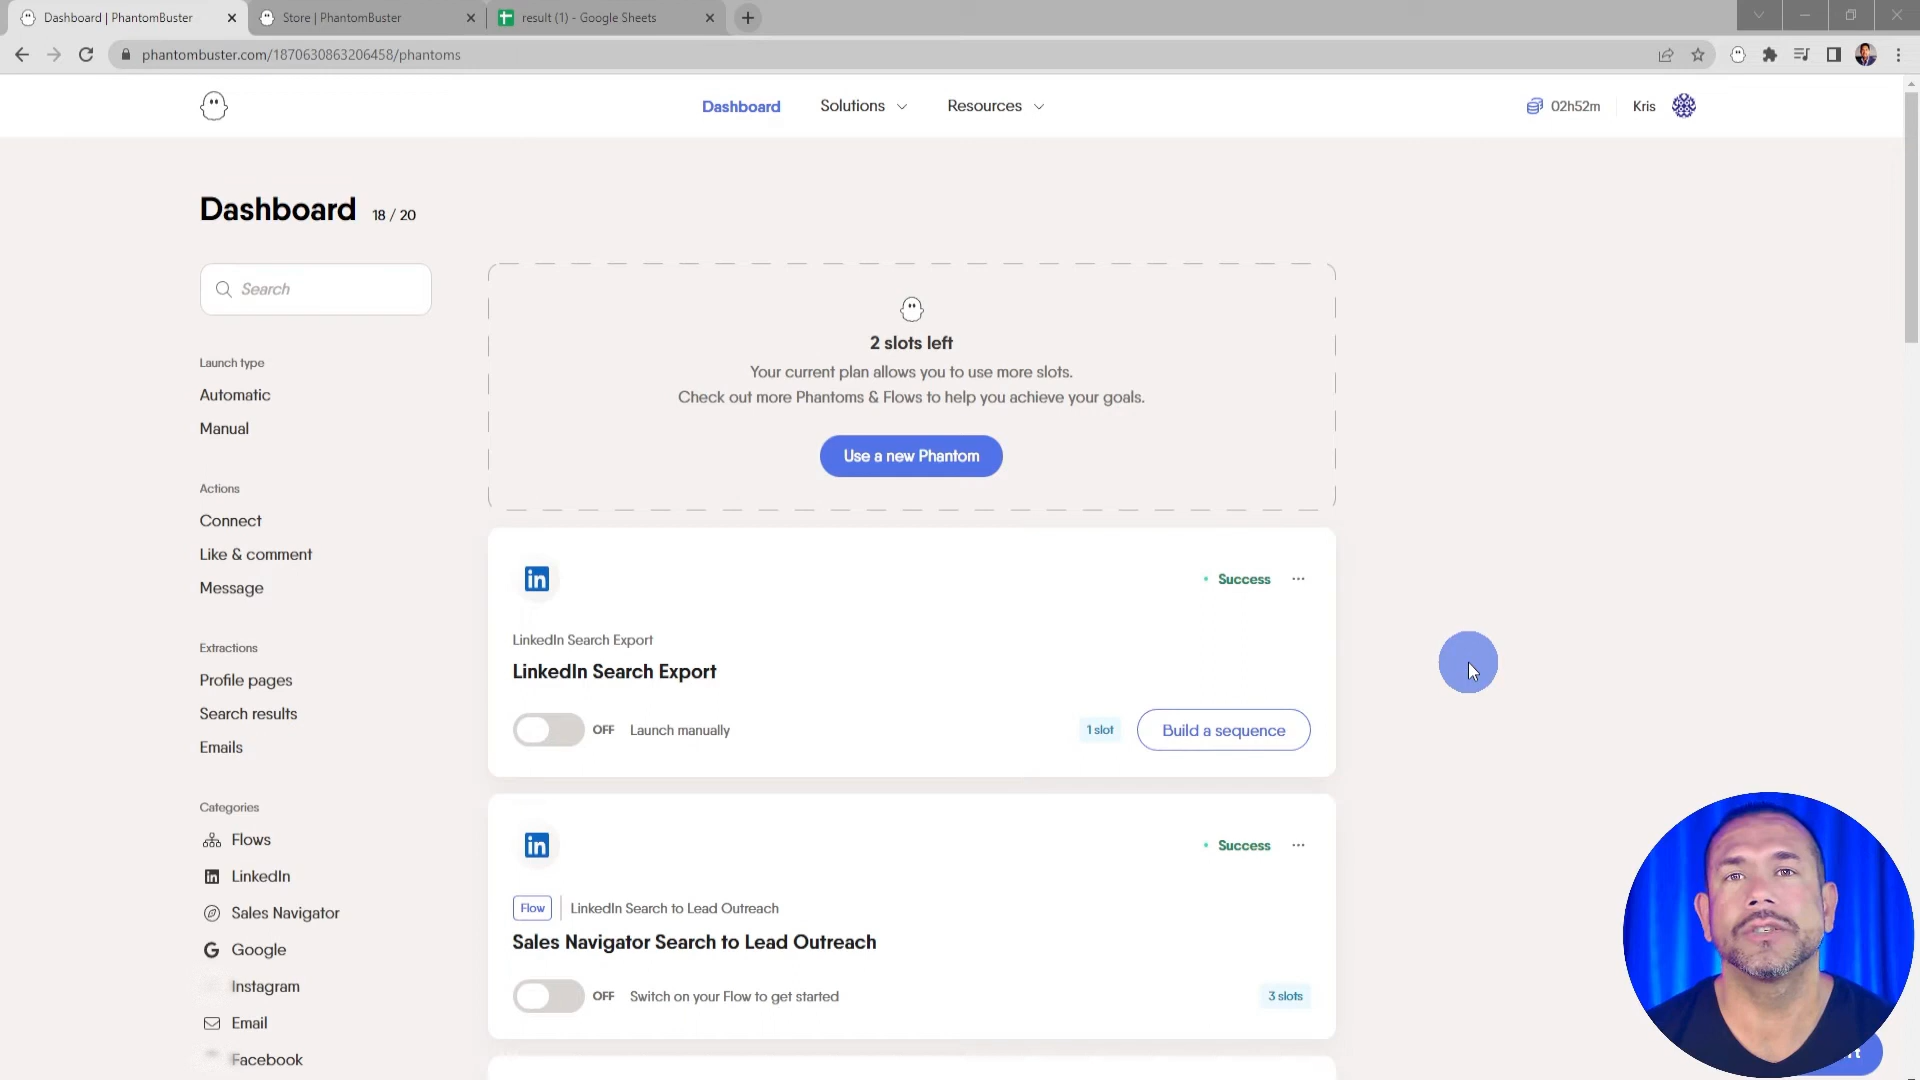 Dashboard | PhantomBuster
Store | PhantomBuster
result (1) - Google Sheets
phantombuster.com/1870630863206458/phantoms
Dashboard
Solutions
Resources
02h52m
Kris
Dashboard 18 / 20
Search
Launch type
Automatic
Manual
Actions
Connect
Like & comment
Message
Extractions
Profile pages
Search results
Emails
Categories
Flows
LinkedIn
Sales Navigator
Google
Instagram
Email
Facebook
2 slots left
Your current plan allows you to use more slots.
Check out more Phantoms & Flows to help you achieve your goals.
Use a new Phantom
in
Success
LinkedIn Search Export
LinkedIn Search Export
OFF Launch manually
1 slot
Build a sequence
in
Success
Flow LinkedIn Search to Lead Outreach
Sales Navigator Search to Lead Outreach
OFF Switch on your Flow to get started
3 slots